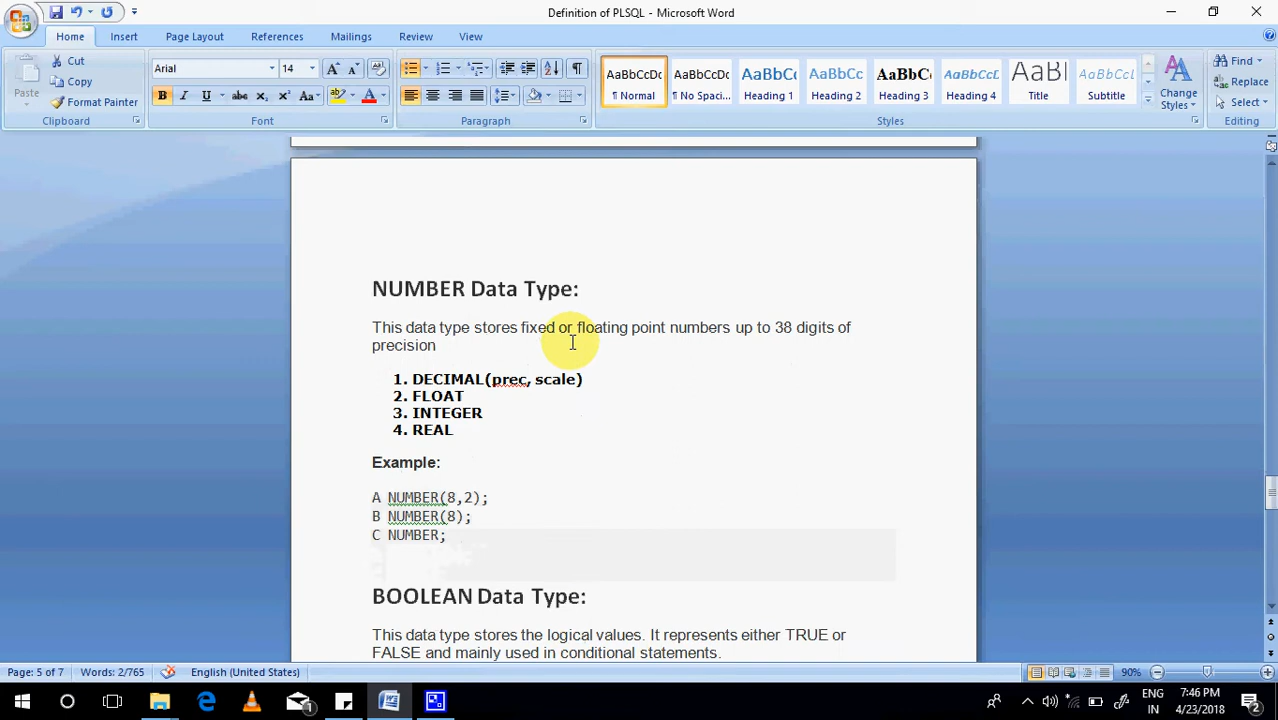 Definition of PLSQL - Microsoft Word
Home Insert Page Layout References Mailings Review View
Paste
Cut
Copy
Format Painter
Clipboard
Arial 14
B I U abc x₂ x² Aa
Font
Paragraph
AaBbCcDc AaBbCcDc AaBbCc AaBbCc AaBbCc AaBbCcL AaBbC AaBbCc
¶ Normal ¶ No Spaci... Heading 1 Heading 2 Heading 3 Heading 4 Title Subtitle
Change Styles
Styles
Find
Replace
Select
Editing
NUMBER Data Type:
This data type stores fixed or floating point numbers up to 38 digits of
precision
1. DECIMAL(prec, scale)
2. FLOAT
3. INTEGER
4. REAL
Example:
A NUMBER(8,2);
B NUMBER(8);
C NUMBER;
BOOLEAN Data Type:
This data type stores the logical values. It represents either TRUE or
FALSE and mainly used in conditional statements.
Page: 5 of 7 Words: 2/765 English (United States) 90%
ENG 7:46 PM
IN 4/23/2018